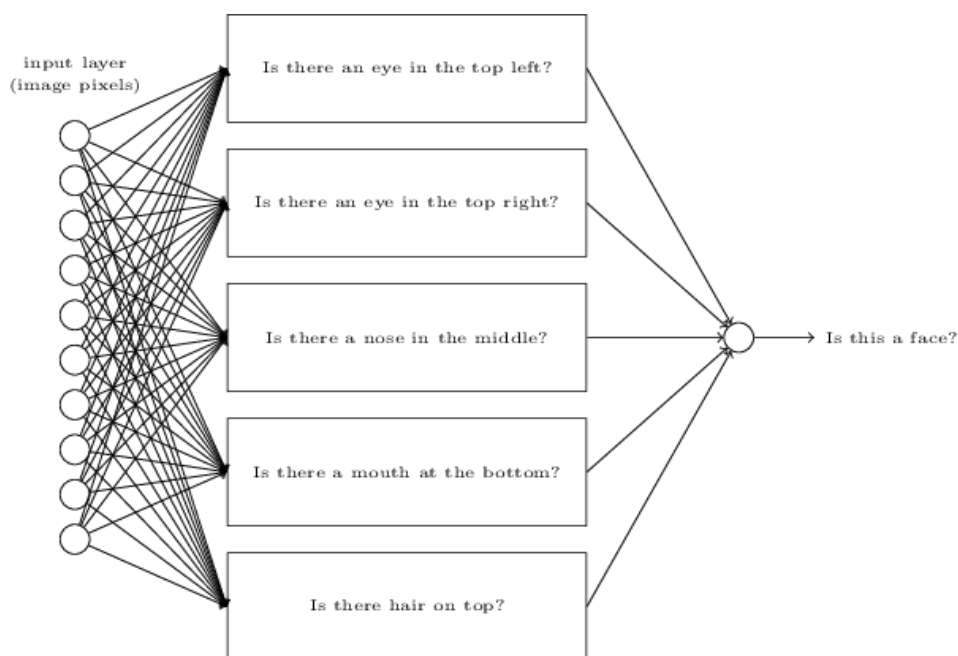 input layer
(image pixels)
Is there an eye in the top left?
Is there an eye in the top right?
Is there a nose in the middle?
Is there a mouth at the bottom?
Is there hair on top?
Is this a face?